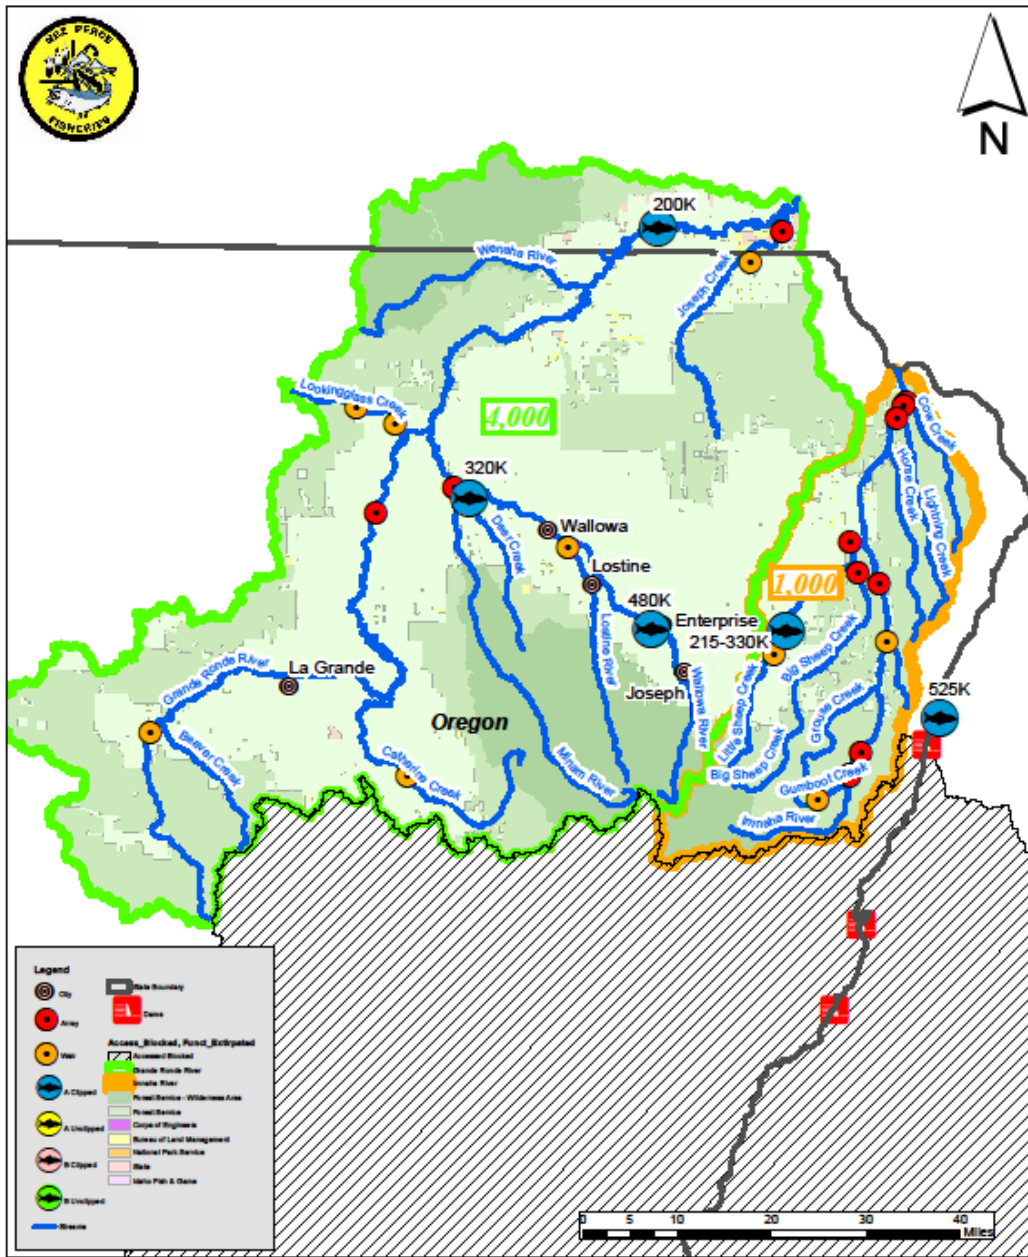 NEZ PERCE
FISHERIES
N
200K
Wenaha River
Joseph Creek
Lookingglass Creek
4,000
Cow Creek
320K
Horse Creek
Lightning Creek
Wallowa
Deer Creek
Lostine
1,000
480K
Enterprise
215-330K
Big Sheep Creek
Lostine River
Grande Ronde River
La Grande
Joseph
Wallowa River
Little Sheep Creek
Grouse Creek
525K
Oregon
Beaver Creek
Catherine Creek
Minam River
Big Sheep Creek
Gumboot Creek
Imnaha River
Legend
City
Array
Weir
A Clipped
A Unclipped
B Clipped
B Unclipped
Streams
State Boundary
Dams
Access_Blocked, Funct_Extirpated
Accessed Blocked
Grande Ronde River
Imnaha River
Forest Service - Wilderness Area
Forest Service
Corps of Engineers
Bureau of Land Management
National Park Service
State
Idaho Fish & Game
0 5 10 20 30 40
Miles